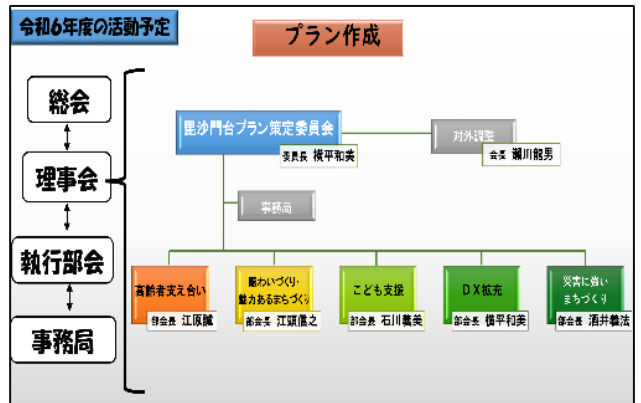 令和6年度の活動予定
プラン作成
総会
理事会
執行部会
事務局
毘沙門台プラン策定委員会
委員長 横平和美
対外調整
会長 瀬川龍男
事務局
高齢者支え合い
部会長 江原誠
賑わいづくり・
魅力あるまちづくり
部会長 江頭信之
こども支援
部会長 石川義美
DX拡充
部会長 横平和美
災害に強い
まちづくり
部会長 酒井義法